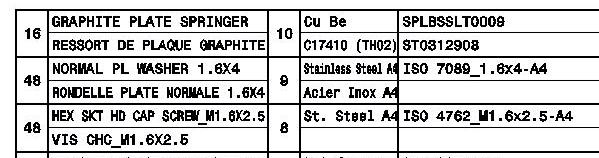 16 GRAPHITE PLATE SPRINGER 10 Cu Be SPLBSSLT0009
RESSORT DE PLAQUE GRAPHITE C17410 (TH02) ST0312903
48 NORMAL PL WASHER 1.6X4 9 Stainless Steel A4 ISO 7089_1.6x4-A4
RONDELLE PLATE NORMALE 1.6X4 Acier Inox A4
48 HEX SKT HD CAP SCREW_M1.6X2.5 8 St. Steel A4 ISO 4762_M1.6x2.5-A4
VIS CHC_M1.6X2.5